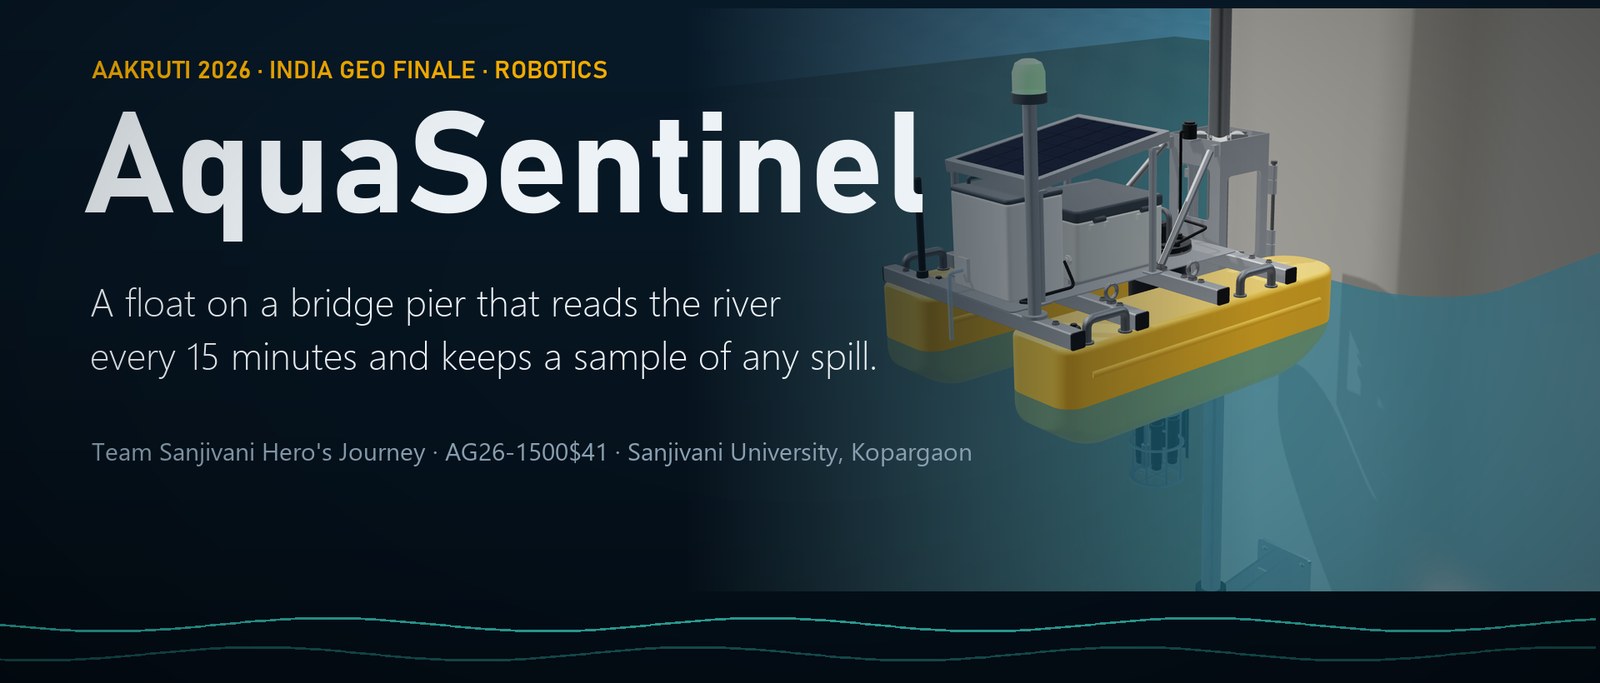 AAKRUTI 2026 · INDIA GEO FINALE · ROBOTICS
AquaSentinel
A float on a bridge pier that reads the river
every 15 minutes and keeps a sample of any spill.
Team Sanjivani Hero's Journey · AG26-1500$41 · Sanjivani University, Kopargaon